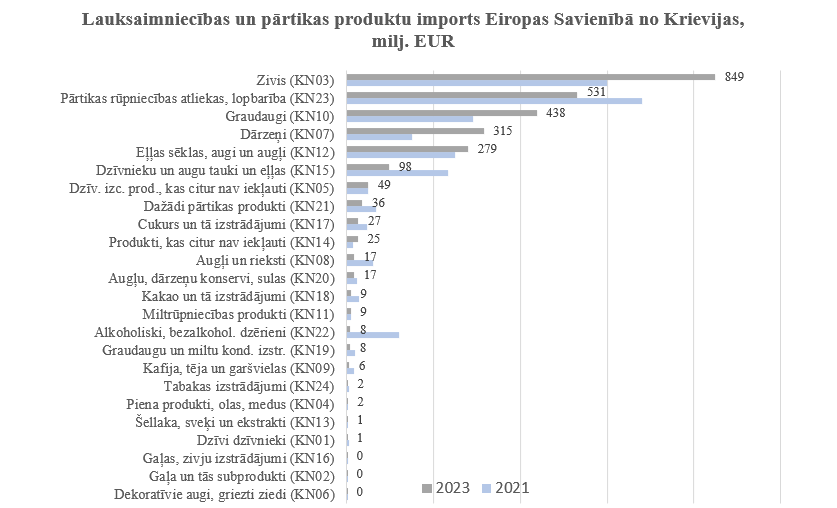 Lauksaimniecības un pārtikas produktu imports Eiropas Savienībā no Krievijas,
milj. EUR
Zivis (KN03) 849
Pārtikas rūpniecības atliekas, lopbarība (KN23) 531
Graudaugi (KN10) 438
Dārzeņi (KN07) 315
Eļļas sēklas, augi un augļi (KN12) 279
Dzīvnieku un augu tauki un eļļas (KN15) 98
Dzīv. izc. prod., kas citur nav iekļauti (KN05) 49
Dažādi pārtikas produkti (KN21) 36
Cukurs un tā izstrādājumi (KN17) 27
Produkti, kas citur nav iekļauti (KN14) 25
Augļi un rieksti (KN08) 17
Augļu, dārzeņu konservi, sulas (KN20) 17
Kakao un tā izstrādājumi (KN18) 9
Miltrūpniecības produkti (KN11) 9
Alkoholiski, bezalkohol. dzērieni (KN22) 8
Graudaugu un miltu kond. izstr. (KN19) 8
Kafija, tēja un garšvielas (KN09) 6
Tabakas izstrādājumi (KN24) 2
Piena produkti, olas, medus (KN04) 2
Šellaka, sveķi un ekstrakti (KN13) 1
Dzīvi dzīvnieki (KN01) 1
Gaļas, zivju izstrādājumi (KN16) 0
Gaļa un tās subprodukti (KN02) 0
Dekoratīvie augi, griezti ziedi (KN06) 0
2023 2021